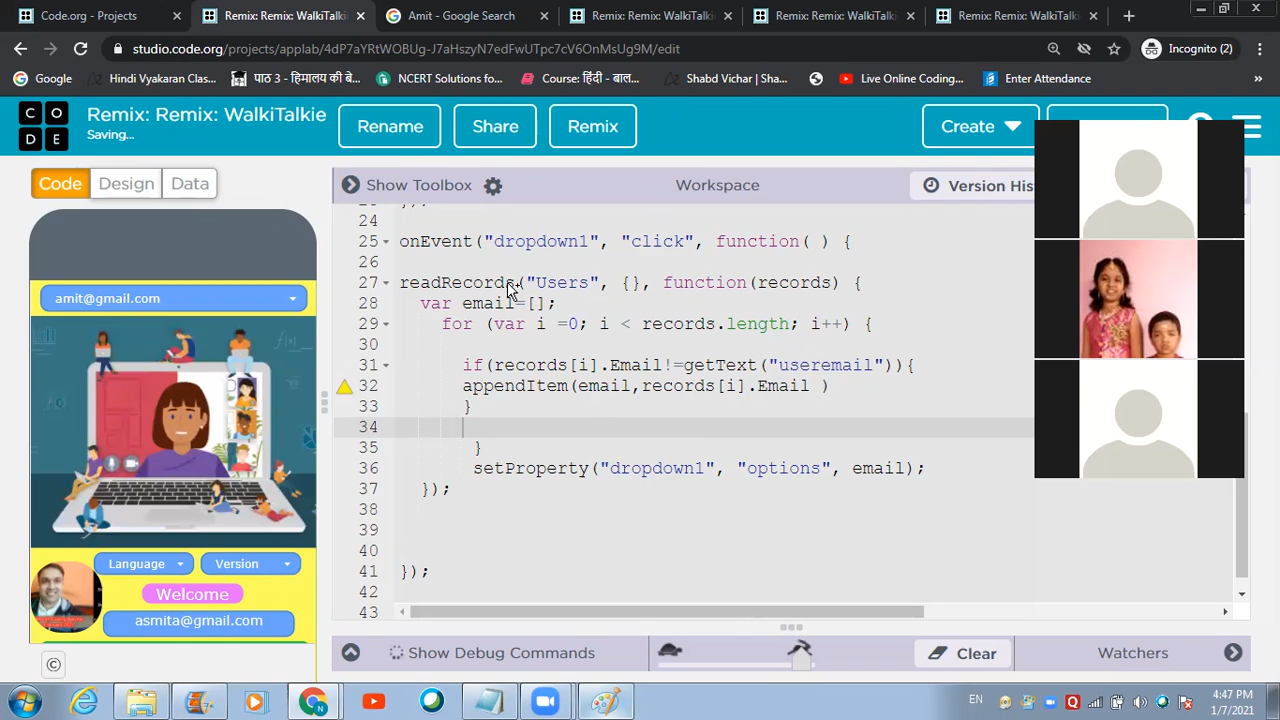 Code.org - Projects
Remix: Remix: WalkiTalkie
Amit - Google Search
Remix: Remix: WalkiTal
Remix: Remix: WalkiTalk
Remix: Remix: WalkiTal
studio.code.org/projects/applab/4dP7aYRtWOBUg-J7aHszyN7edFwUTpc7cV6OnMsUg9M/edit
Incognito (2)
Google
Hindi Vyakaran Clas...
पाठ 3 - हिमालय की बे...
NCERT Solutions fo...
Course: हिंदी - बाल...
Shabd Vichar | Sha...
Live Online Coding...
Enter Attendance
»
CODE
Remix: Remix: WalkiTalkie
Saving...
Rename
Share
Remix
Create
Code
Design
Data
Show Toolbox
Workspace
Version His
24
25 onEvent("dropdown1", "click", function( ) {
26
27 readRecords("Users", {}, function(records) {
28 var email=[];
29 for (var i =0; i < records.length; i++) {
30
31 if(records[i].Email!=getText("useremail")){
32 appendItem(email,records[i].Email )
33 }
34
35 }
36 setProperty("dropdown1", "options", email);
37 });
38
39
40
41 });
42
43
amit@gmail.com
Language
Version
Welcome
asmita@gmail.com
©
Show Debug Commands
Clear
Watchers
EN
4:47 PM
1/7/2021